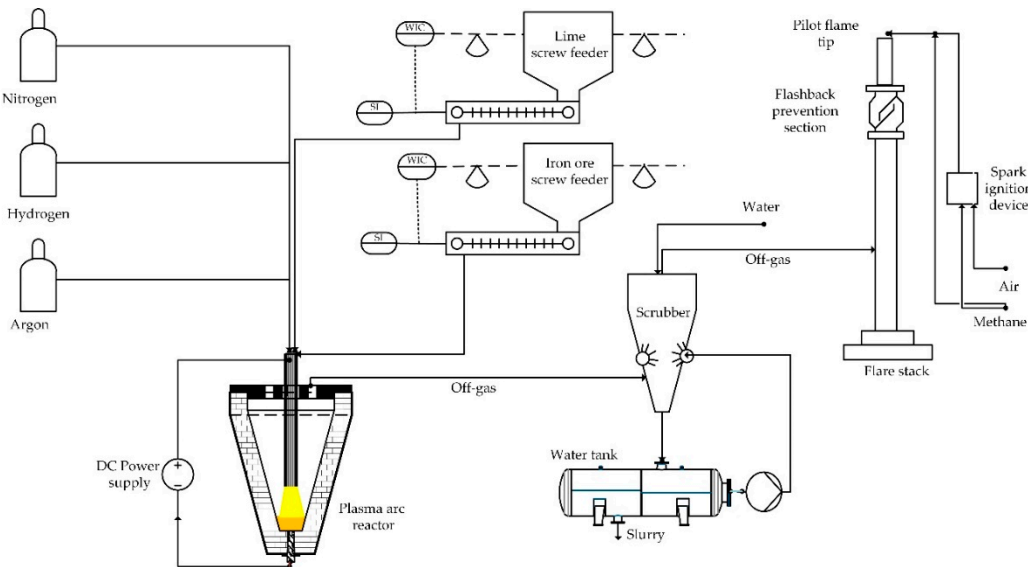 Nitrogen
Hydrogen
Argon
WIC
SI
Lime
screw feeder
WIC
SI
Iron ore
screw feeder
Pilot flame
tip
Flashback
prevention
section
Spark
ignition
device
Air
Methane
Flare stack
Water
Off-gas
Scrubber
Off-gas
DC Power
supply
+
−
Plasma arc
reactor
Water tank
Slurry